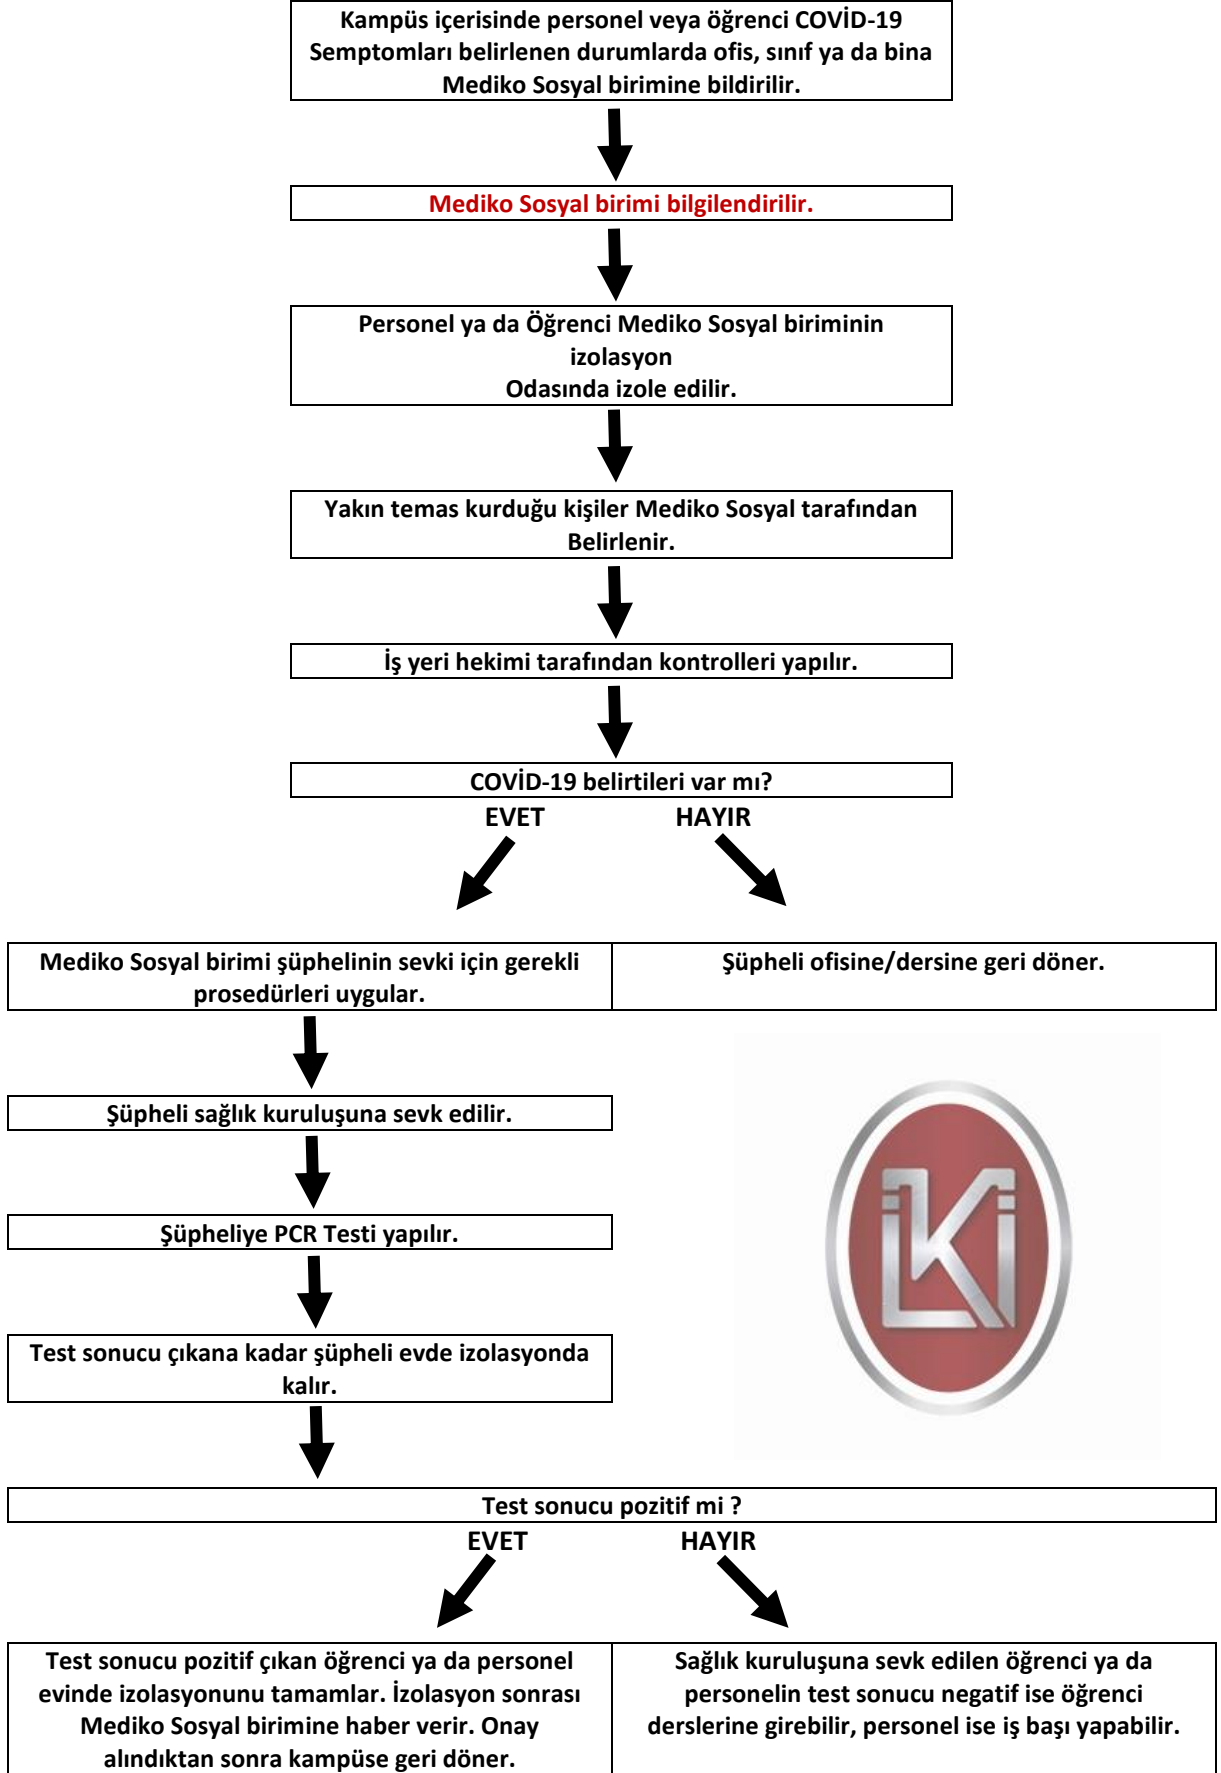 Kampüs içerisinde personel veya öğrenci COVİD-19
Semptomları belirlenen durumlarda ofis, sınıf ya da bina
Mediko Sosyal birimine bildirilir.
Mediko Sosyal birimi bilgilendirilir.
Personel ya da Öğrenci Mediko Sosyal biriminin
izolasyon
Odasında izole edilir.
Yakın temas kurduğu kişiler Mediko Sosyal tarafından
Belirlenir.
İş yeri hekimi tarafından kontrolleri yapılır.
COVİD-19 belirtileri var mı?
EVET HAYIR
Mediko Sosyal birimi şüphelinin sevki için gerekli
prosedürleri uygular.
Şüpheli ofisine/dersine geri döner.
Şüpheli sağlık kuruluşuna sevk edilir.
Şüpheliye PCR Testi yapılır.
Test sonucu çıkana kadar şüpheli evde izolasyonda
kalır.
Test sonucu pozitif mi ?
EVET HAYIR
Test sonucu pozitif çıkan öğrenci ya da personel
evinde izolasyonunu tamamlar. İzolasyon sonrası
Mediko Sosyal birimine haber verir. Onay
alındıktan sonra kampüse geri döner.
Sağlık kuruluşuna sevk edilen öğrenci ya da
personelin test sonucu negatif ise öğrenci
derslerine girebilir, personel ise iş başı yapabilir.